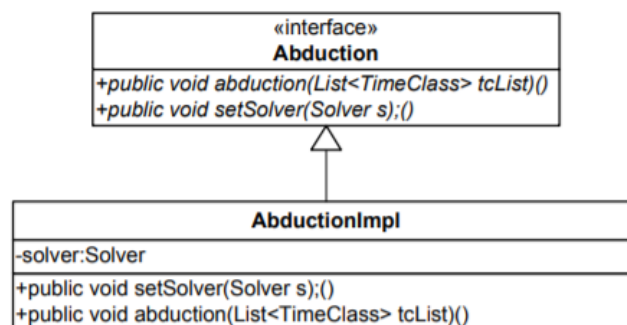 «interface»
Abduction
+public void abduction(List<TimeClass> tcList)()
+public void setSolver(Solver s);()
AbductionImpl
-solver:Solver
+public void setSolver(Solver s);()
+public void abduction(List<TimeClass> tcList)()